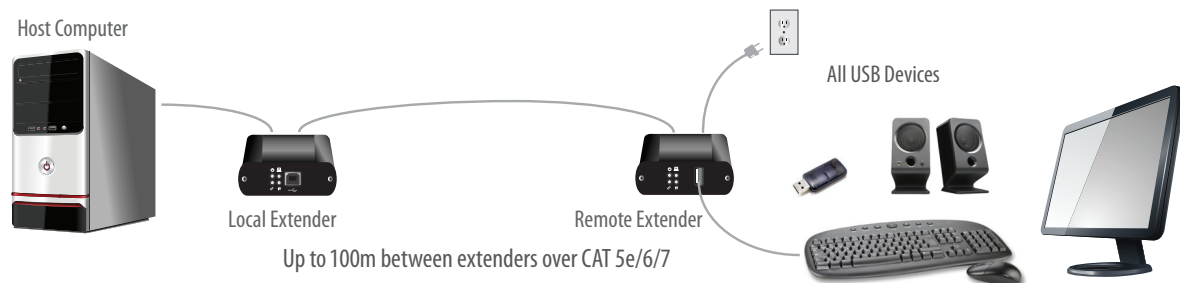 Host Computer
All USB Devices
Local Extender
Remote Extender
Up to 100m between extenders over CAT 5e/6/7